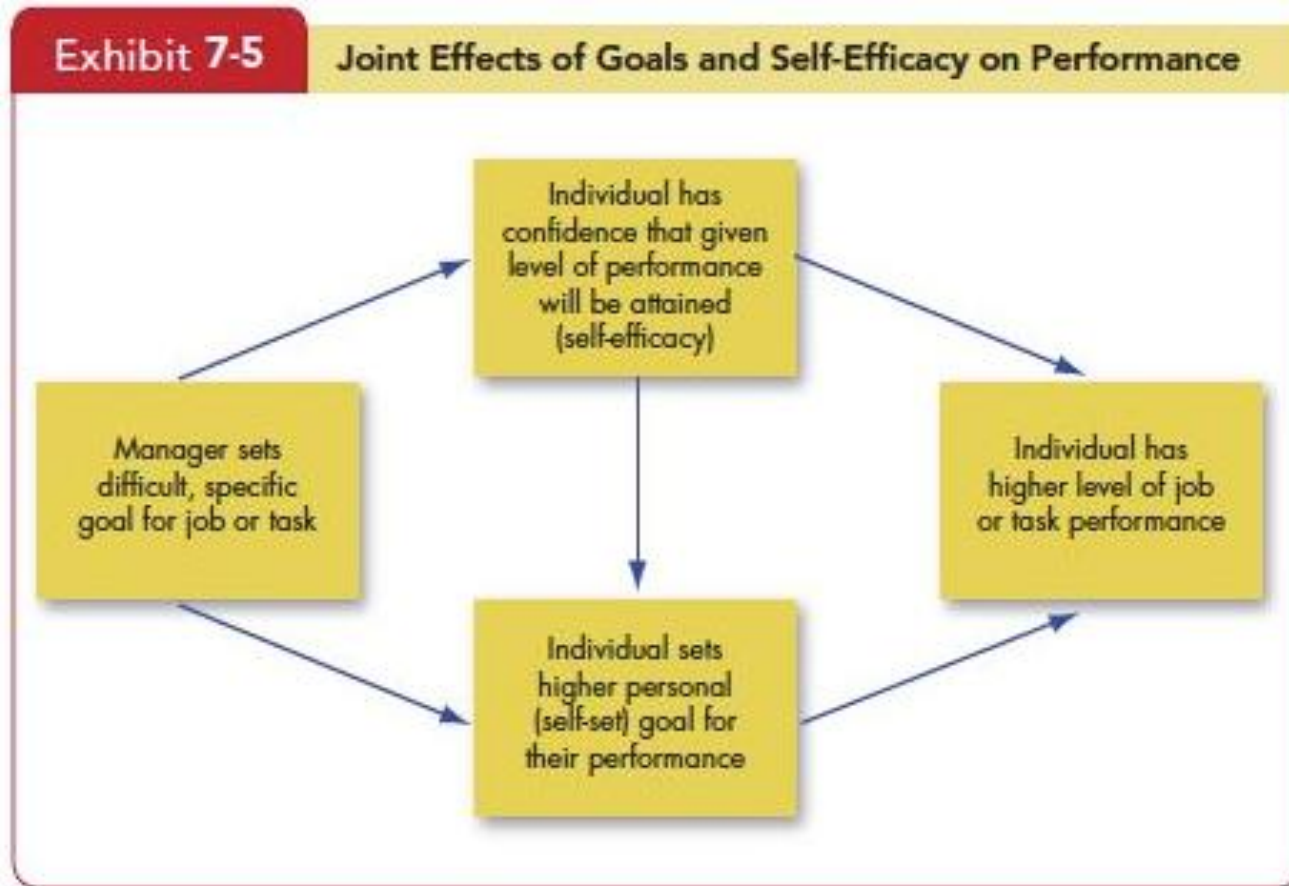 Exhibit 7-5
Joint Effects of Goals and Self-Efficacy on Performance
Individual has
confidence that given
level of performance
will be attained
(self-efficacy)
Manager sets
difficult, specific
goal for job or task
Individual has
higher level of job
or task performance
Individual sets
higher personal
(self-set) goal for
their performance